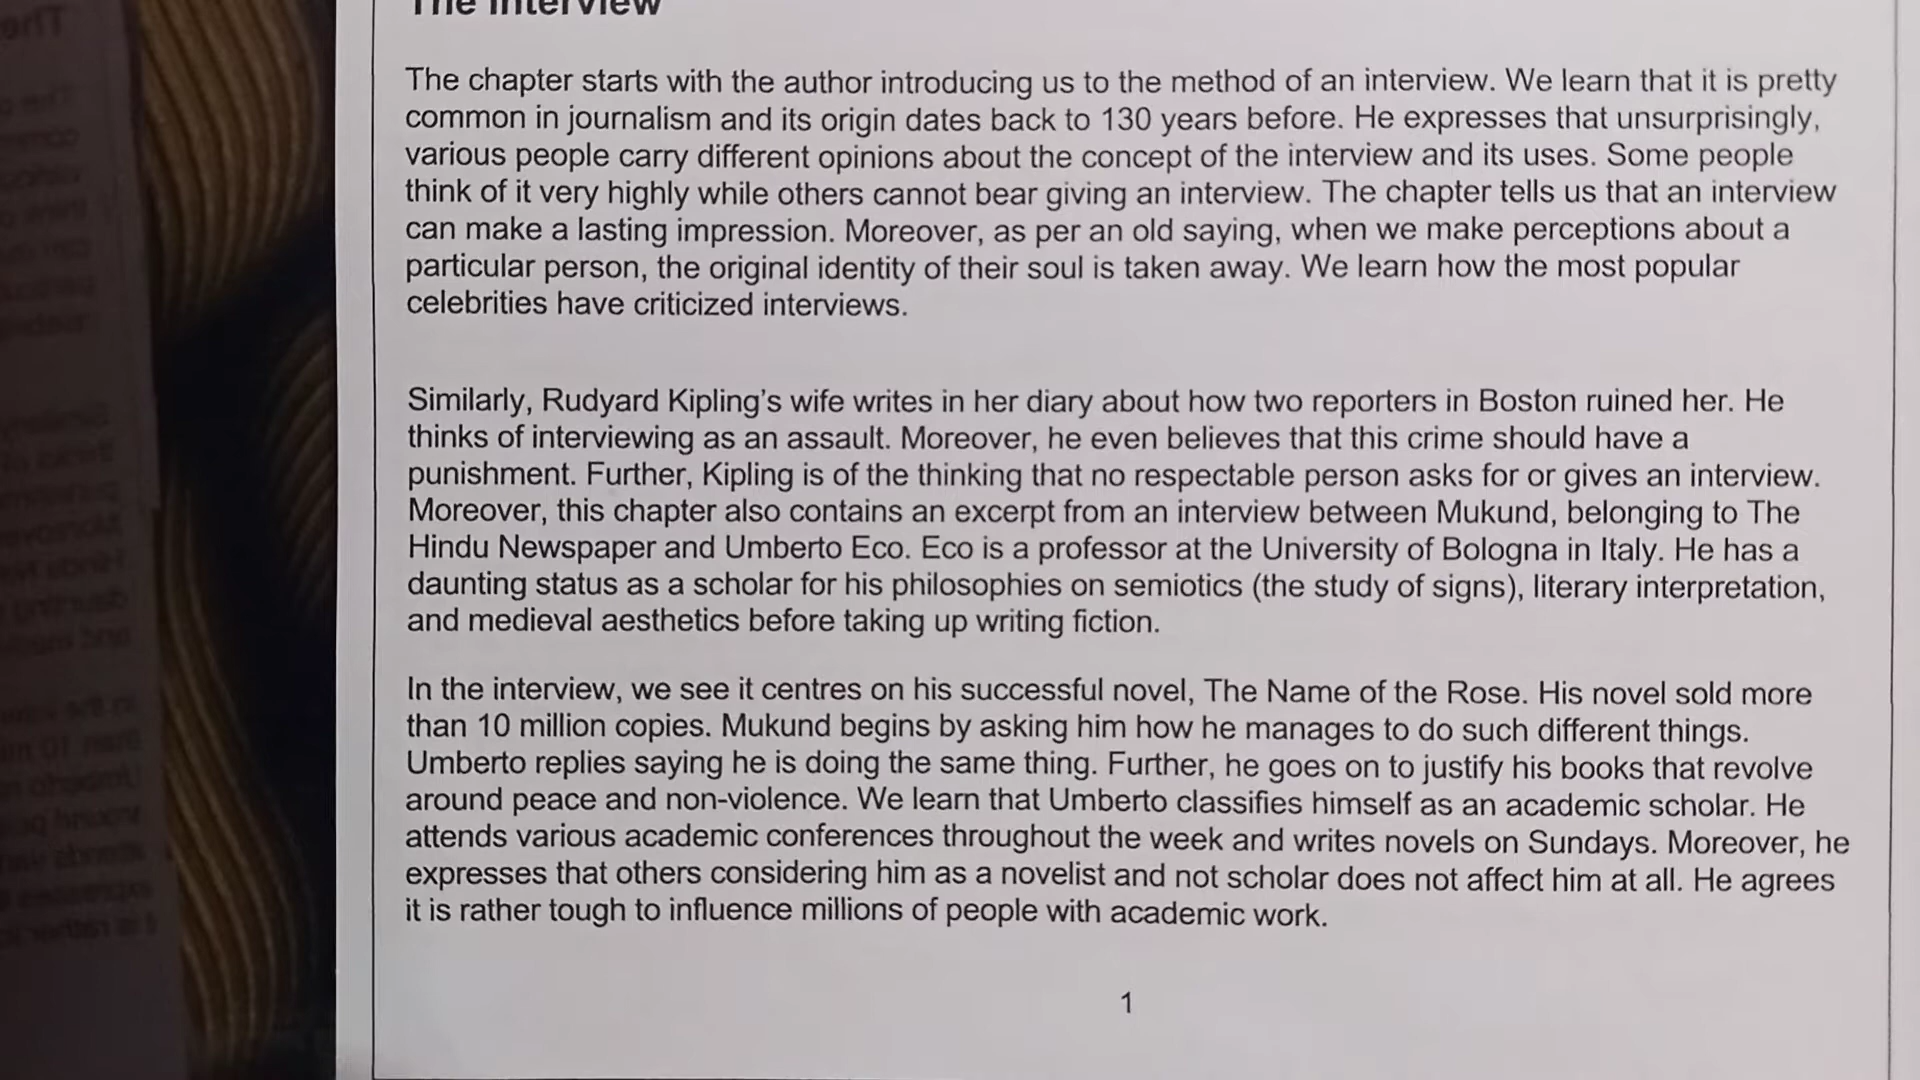 The Interview
The chapter starts with the author introducing us to the method of an interview. We learn that it is pretty
common in journalism and its origin dates back to 130 years before. He expresses that unsurprisingly,
various people carry different opinions about the concept of the interview and its uses. Some people
think of it very highly while others cannot bear giving an interview. The chapter tells us that an interview
can make a lasting impression. Moreover, as per an old saying, when we make perceptions about a
particular person, the original identity of their soul is taken away. We learn how the most popular
celebrities have criticized interviews.
Similarly, Rudyard Kipling’s wife writes in her diary about how two reporters in Boston ruined her. He
thinks of interviewing as an assault. Moreover, he even believes that this crime should have a
punishment. Further, Kipling is of the thinking that no respectable person asks for or gives an interview.
Moreover, this chapter also contains an excerpt from an interview between Mukund, belonging to The
Hindu Newspaper and Umberto Eco. Eco is a professor at the University of Bologna in Italy. He has a
daunting status as a scholar for his philosophies on semiotics (the study of signs), literary interpretation,
and medieval aesthetics before taking up writing fiction.
In the interview, we see it centres on his successful novel, The Name of the Rose. His novel sold more
than 10 million copies. Mukund begins by asking him how he manages to do such different things.
Umberto replies saying he is doing the same thing. Further, he goes on to justify his books that revolve
around peace and non-violence. We learn that Umberto classifies himself as an academic scholar. He
attends various academic conferences throughout the week and writes novels on Sundays. Moreover, he
expresses that others considering him as a novelist and not scholar does not affect him at all. He agrees
it is rather tough to influence millions of people with academic work.
1